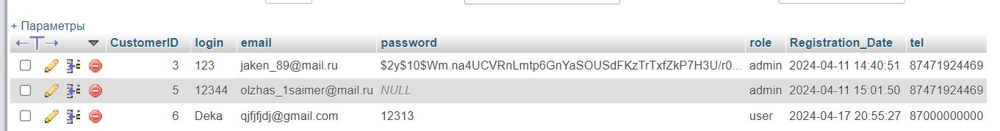 + Параметры
CustomerID login email password role Registration_Date tel
3 123 jaken_89@mail.ru $2y$10$Wm.na4UCVRnLmtp6GnYaSOUSdFKzTrTxfZkP7H3U/r0... admin 2024-04-11 14:40:51 87471924469
5 12344 olzhas_1saimer@mail.ru NULL admin 2024-04-11 15:01:50 87471924469
6 Deka qjfjfjdj@gmail.com 12313 user 2024-04-17 20:55:27 87000000000